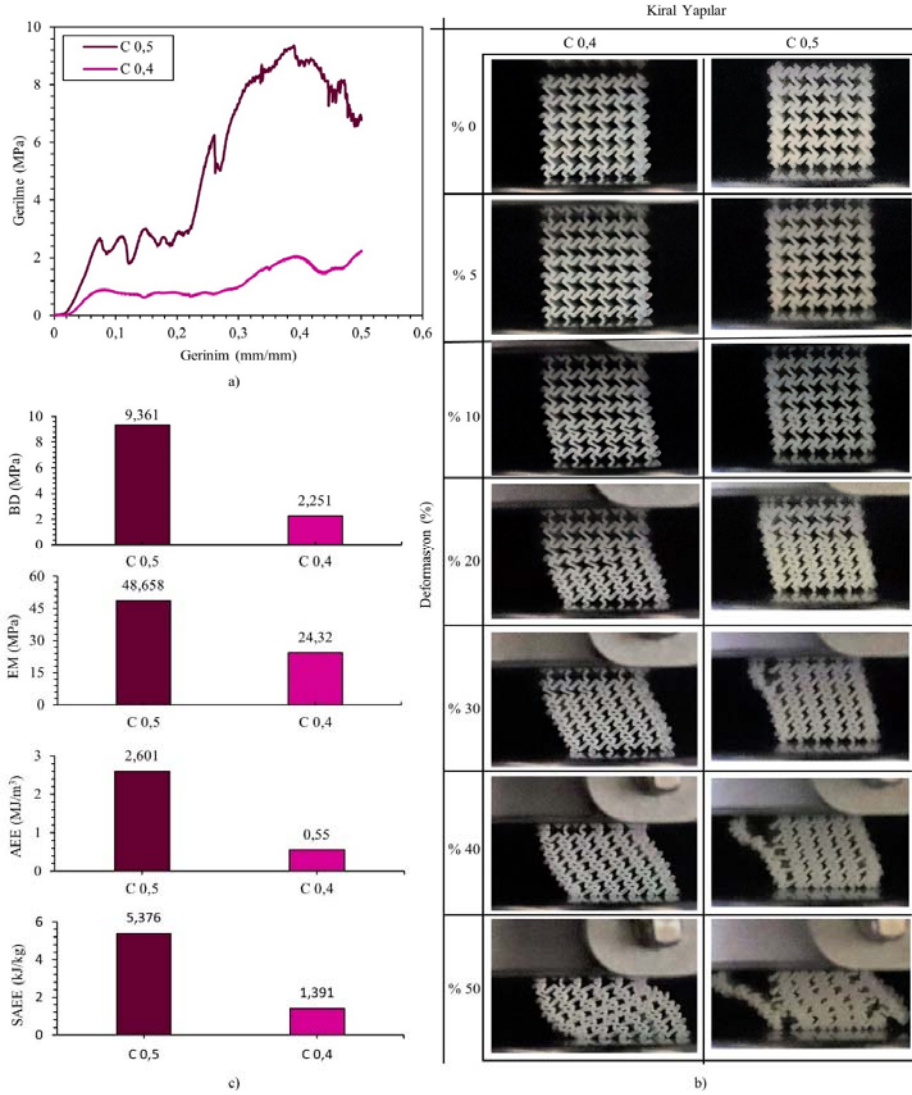 10
8
6
4
2
0
Gerilme (MPa)
C 0,5
C 0,4
0
0,1
0,2
0,3
0,4
0,5
0,6
Gerinim (mm/mm)
a)
10
8
6
4
2
0
BD (MPa)
9,361
2,251
C 0,5
C 0,4
60
45
30
15
0
EM (MPa)
48,658
24,32
C 0,5
C 0,4
3
2
1
0
AEE (MJ/m³)
2,601
0,55
C 0,5
C 0,4
6
4
2
0
SAEE (kJ/kg)
5,376
1,391
C 0,5
C 0,4
c)
Kiral Yapılar
C 0,4
C 0,5
Deformasyon (%)
% 0
% 5
% 10
% 20
% 30
% 40
% 50
b)